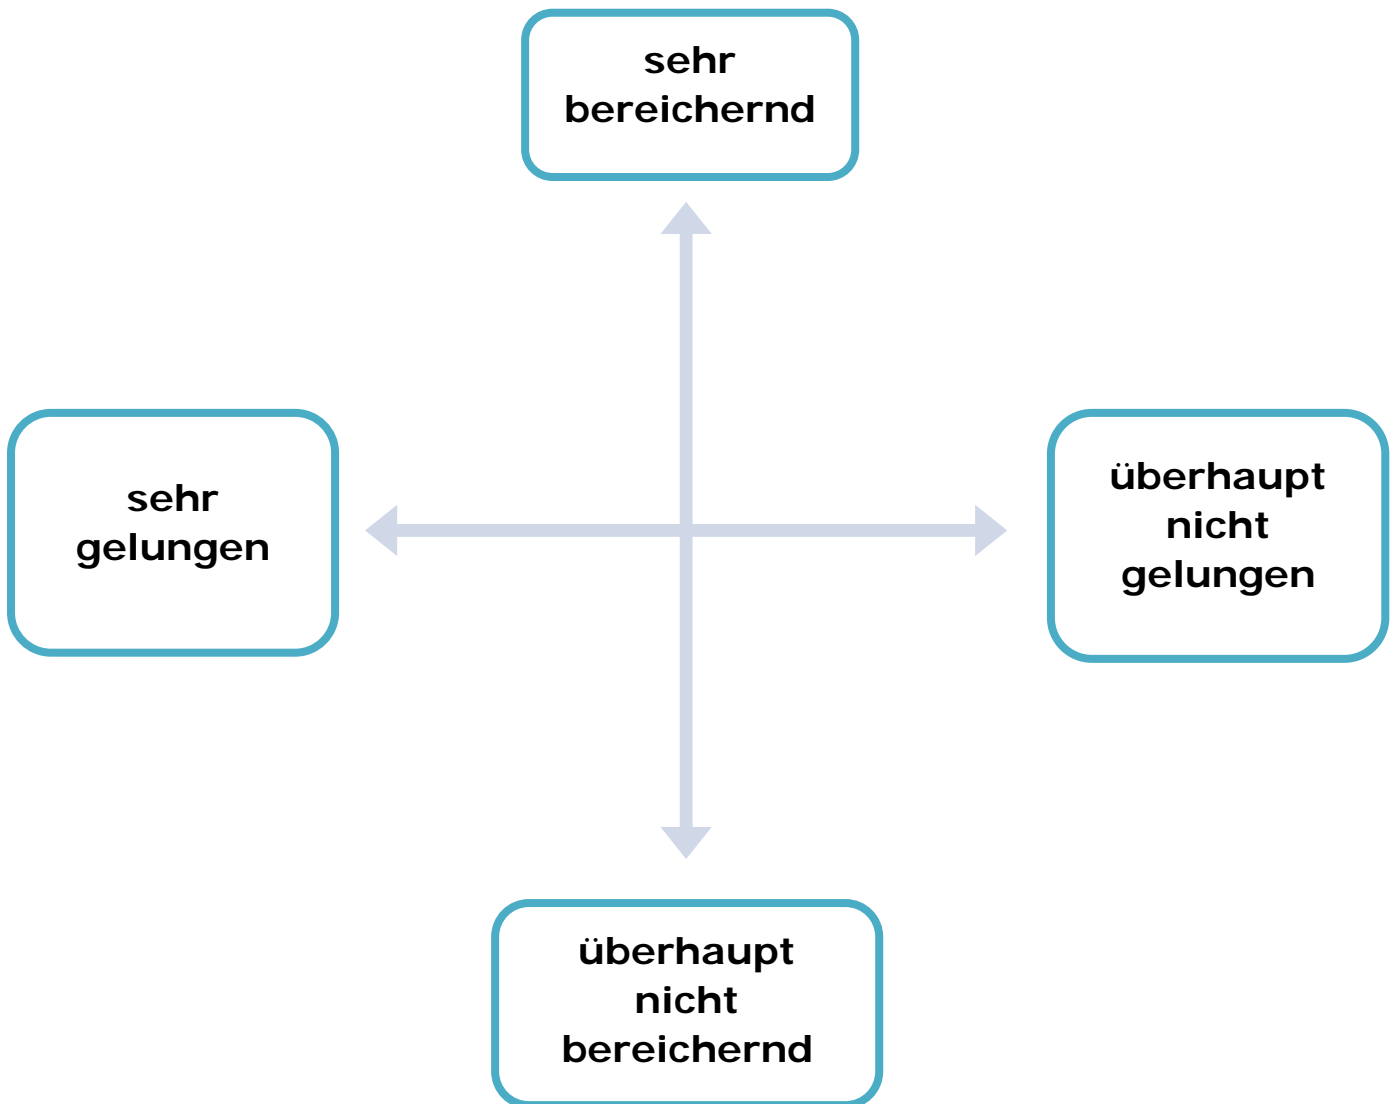 sehr
bereichernd
sehr
gelungen
überhaupt
nicht
gelungen
überhaupt
nicht
bereichernd